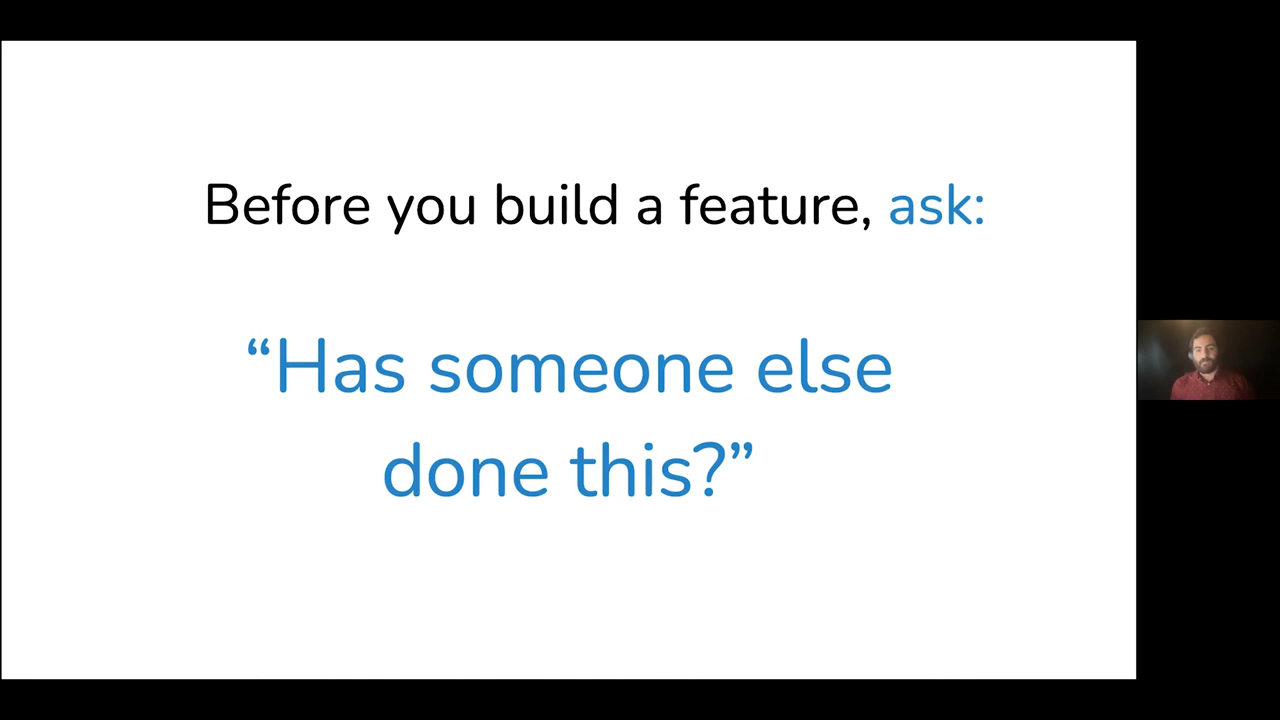 Before you build a feature, ask:
“Has someone else
done this?”